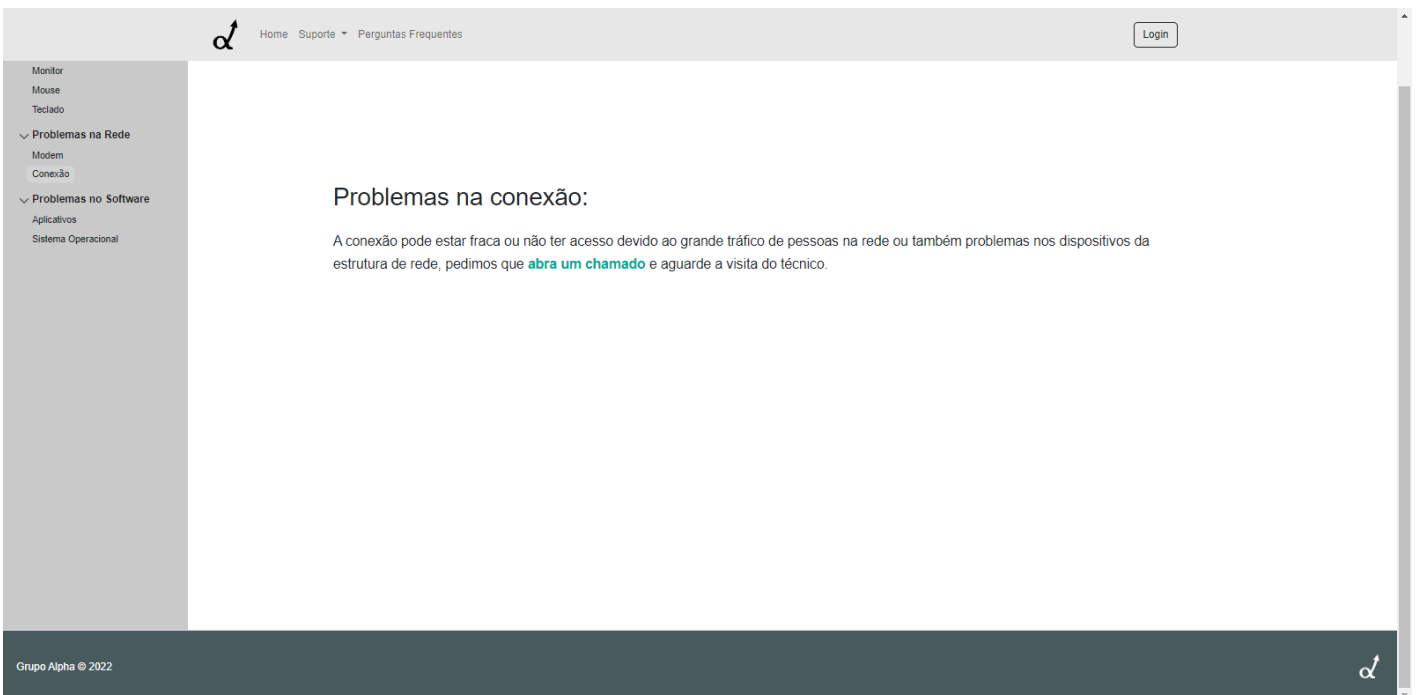 Home Suporte Perguntas Frequentes
Login
Monitor
Mouse
Teclado
Problemas na Rede
Modem
Conexão
Problemas no Software
Aplicativos
Sistema Operacional
Problemas na conexão:
A conexão pode estar fraca ou não ter acesso devido ao grande tráfico de pessoas na rede ou também problemas nos dispositivos da
estrutura de rede, pedimos que abra um chamado e aguarde a visita do técnico.
Grupo Alpha © 2022